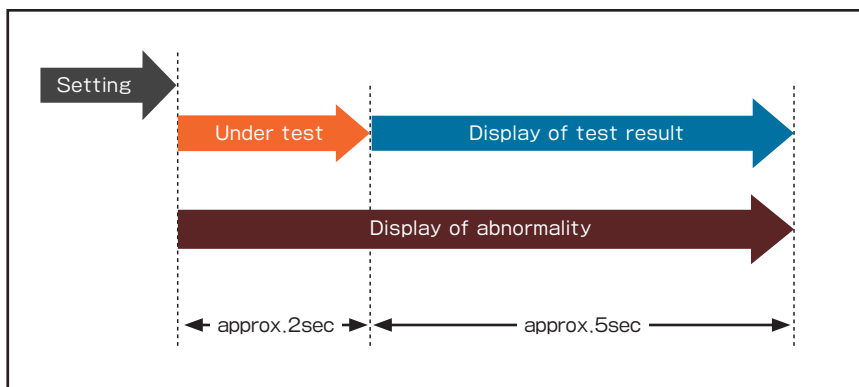 Setting
Under test
Display of test result
Display of abnormality
approx.2sec
approx.5sec